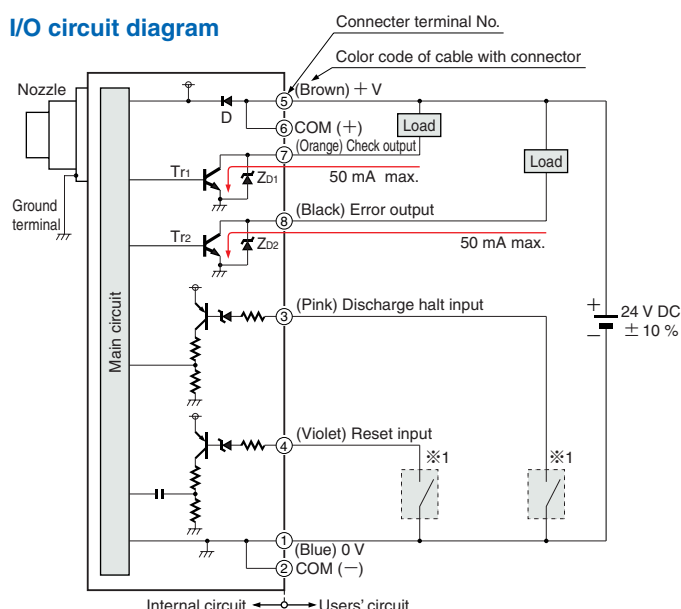 I/O circuit diagram
Connecter terminal No.
Color code of cable with connector
Nozzle
D
5
(Brown) + V
6
COM (+)
Load
7
(Orange) Check output
Tr1
ZD1
50 mA max.
Load
Ground
terminal
8
(Black) Error output
Tr2
ZD2
50 mA max.
Main circuit
3
(Pink) Discharge halt input
+
−
24 V DC
± 10 %
4
(Violet) Reset input
※1
※1
1
(Blue) 0 V
2
COM (−)
Internal circuit
Users' circuit